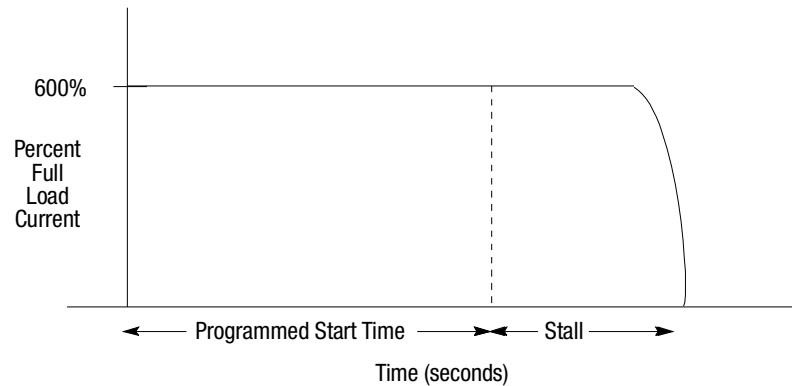 600%
Percent
Full
Load
Current
Programmed Start Time
Stall
Time (seconds)